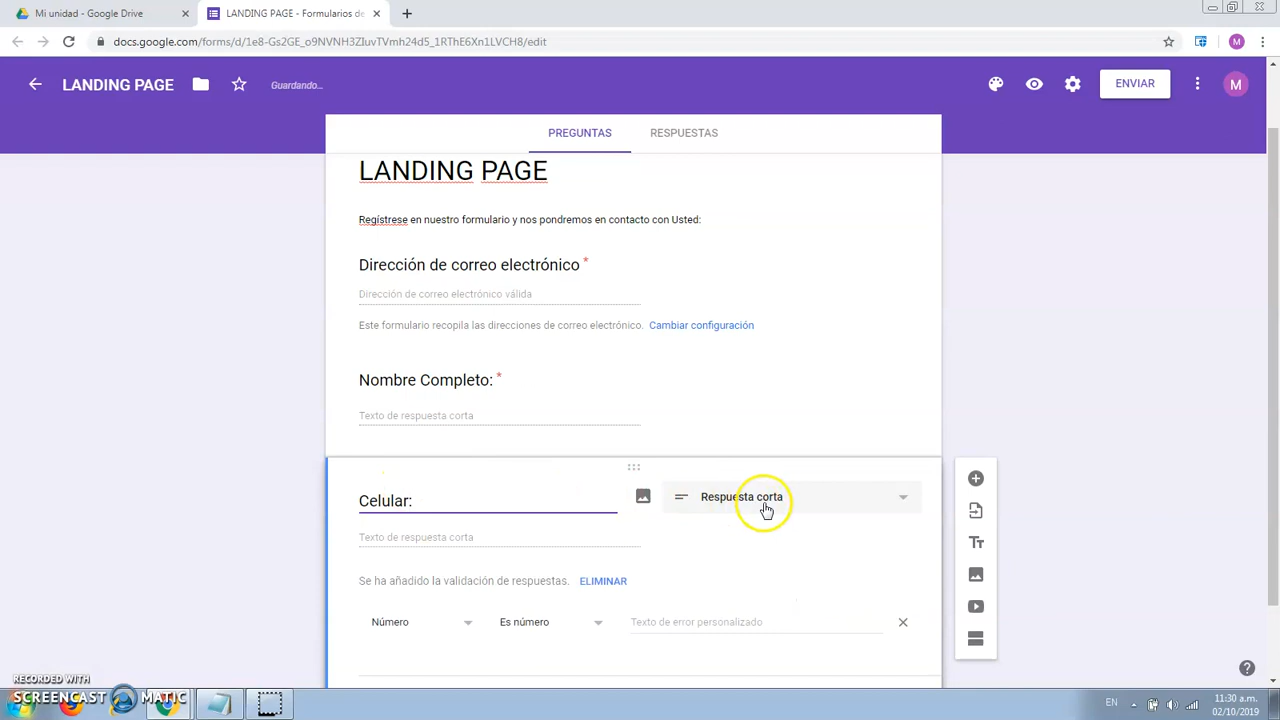 Mi unidad - Google Drive
LANDING PAGE - Formularios de
docs.google.com/forms/d/1e8-Gs2GE_o9NVNH3ZIuvTVmh24d5_1RThE6Xn1LVCH8/edit
M
LANDING PAGE
Guardando...
ENVIAR
M
PREGUNTAS
RESPUESTAS
LANDING PAGE
Regístrese en nuestro formulario y nos pondremos en contacto con Usted:
Dirección de correo electrónico *
Dirección de correo electrónico válida
Este formulario recopila las direcciones de correo electrónico. Cambiar configuración
Nombre Completo: *
Texto de respuesta corta
Celular:
Respuesta corta
Texto de respuesta corta
Se ha añadido la validación de respuestas. ELIMINAR
Número
Es número
Texto de error personalizado
Tт
RECORDED WITH
SCREENCAST MATIC
EN
11:30 a.m.
02/10/2019